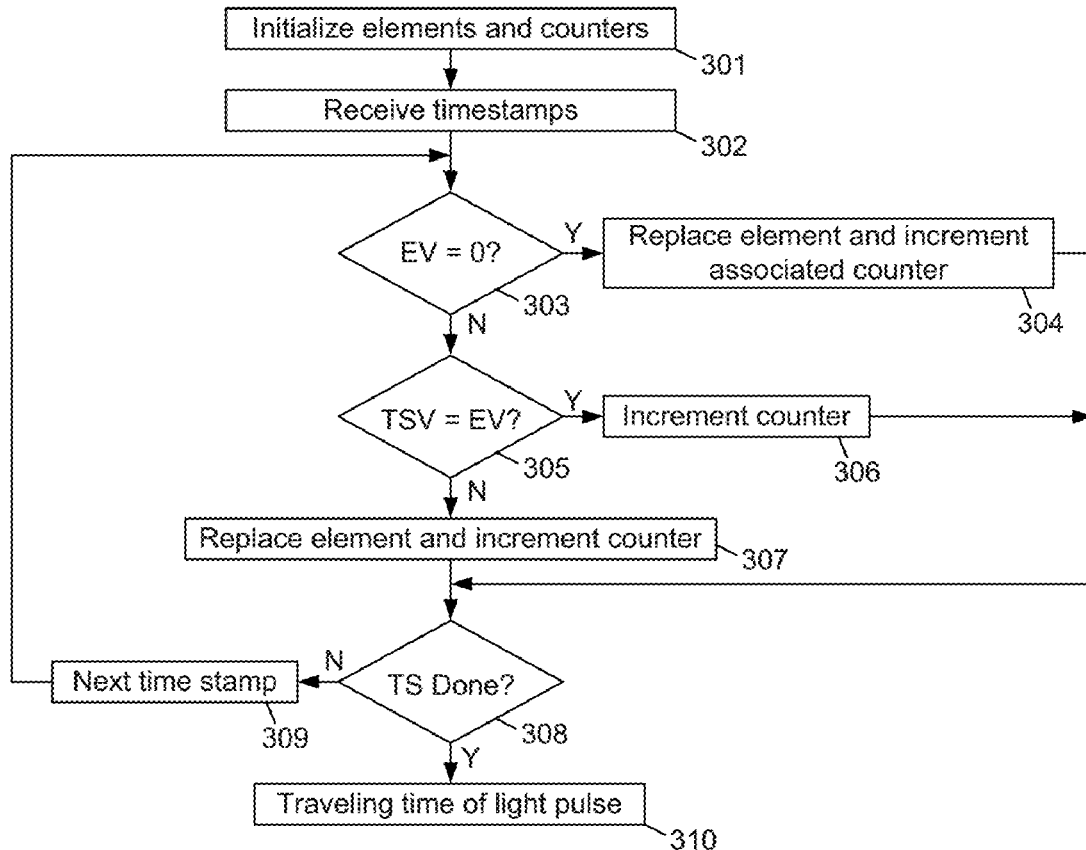 Initialize elements and counters
301
Receive timestamps
302
EV = 0?
303
Y
Replace element and increment
associated counter
304
N
TSV = EV?
305
Y
Increment counter
306
N
Replace element and increment counter
307
TS Done?
308
N
Next time stamp
309
Y
Traveling time of light pulse
310